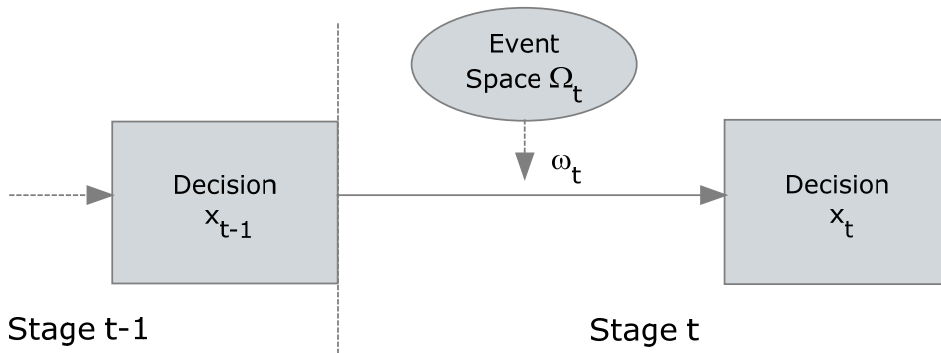 Event
Space Ωt
ωt
Decision
xt-1
Decision
xt
Stage t-1
Stage t